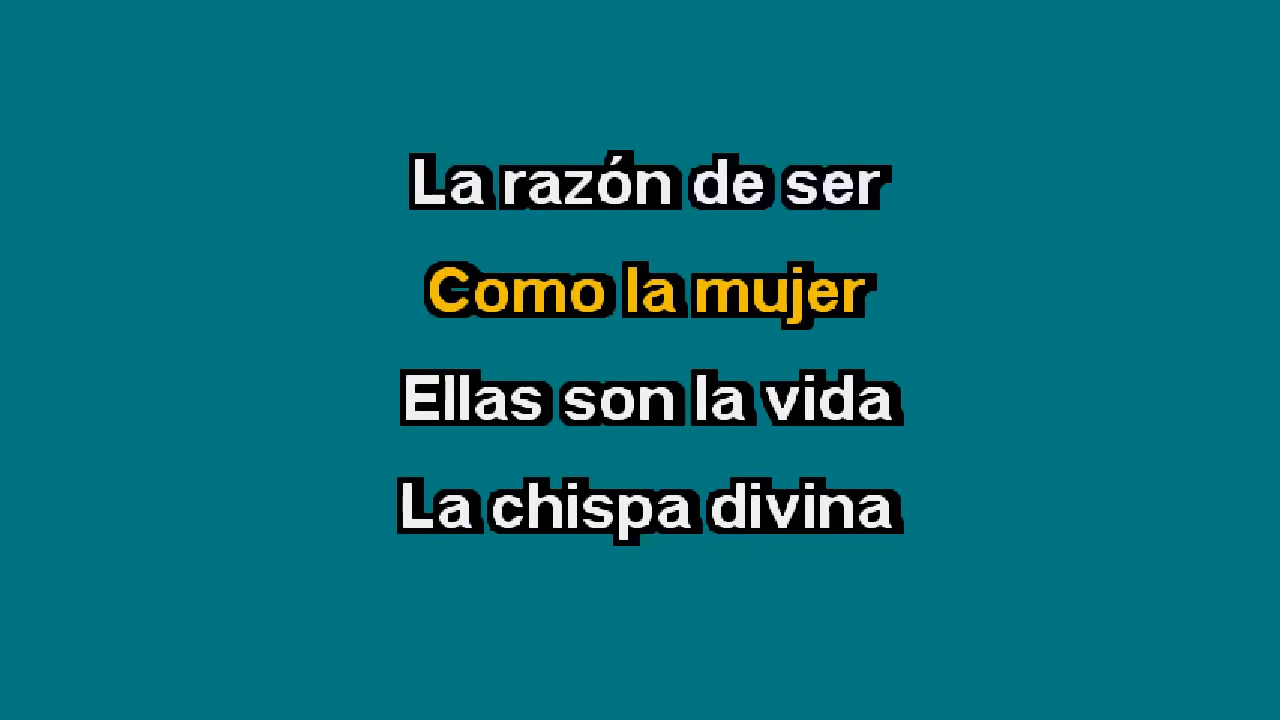 La razón de ser
Como la mujer
Ellas son la vida
La chispa divina